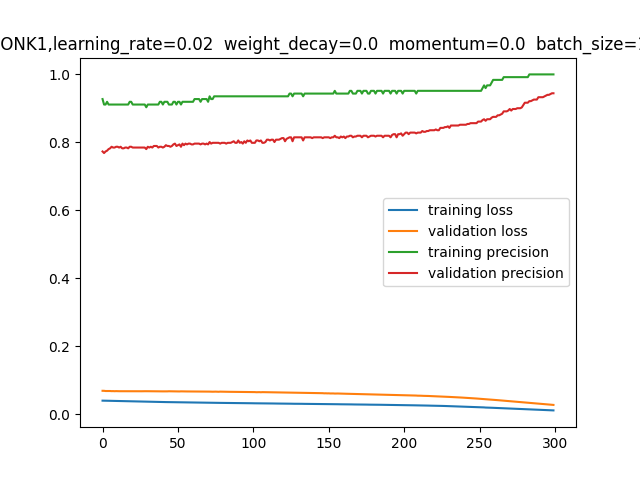 ONK1,learning_rate=0.02 weight_decay=0.0 momentum=0.0 batch_size=1
1.0
0.8
0.6
0.4
0.2
0.0
training loss
validation loss
training precision
validation precision
0 50 100 150 200 250 300